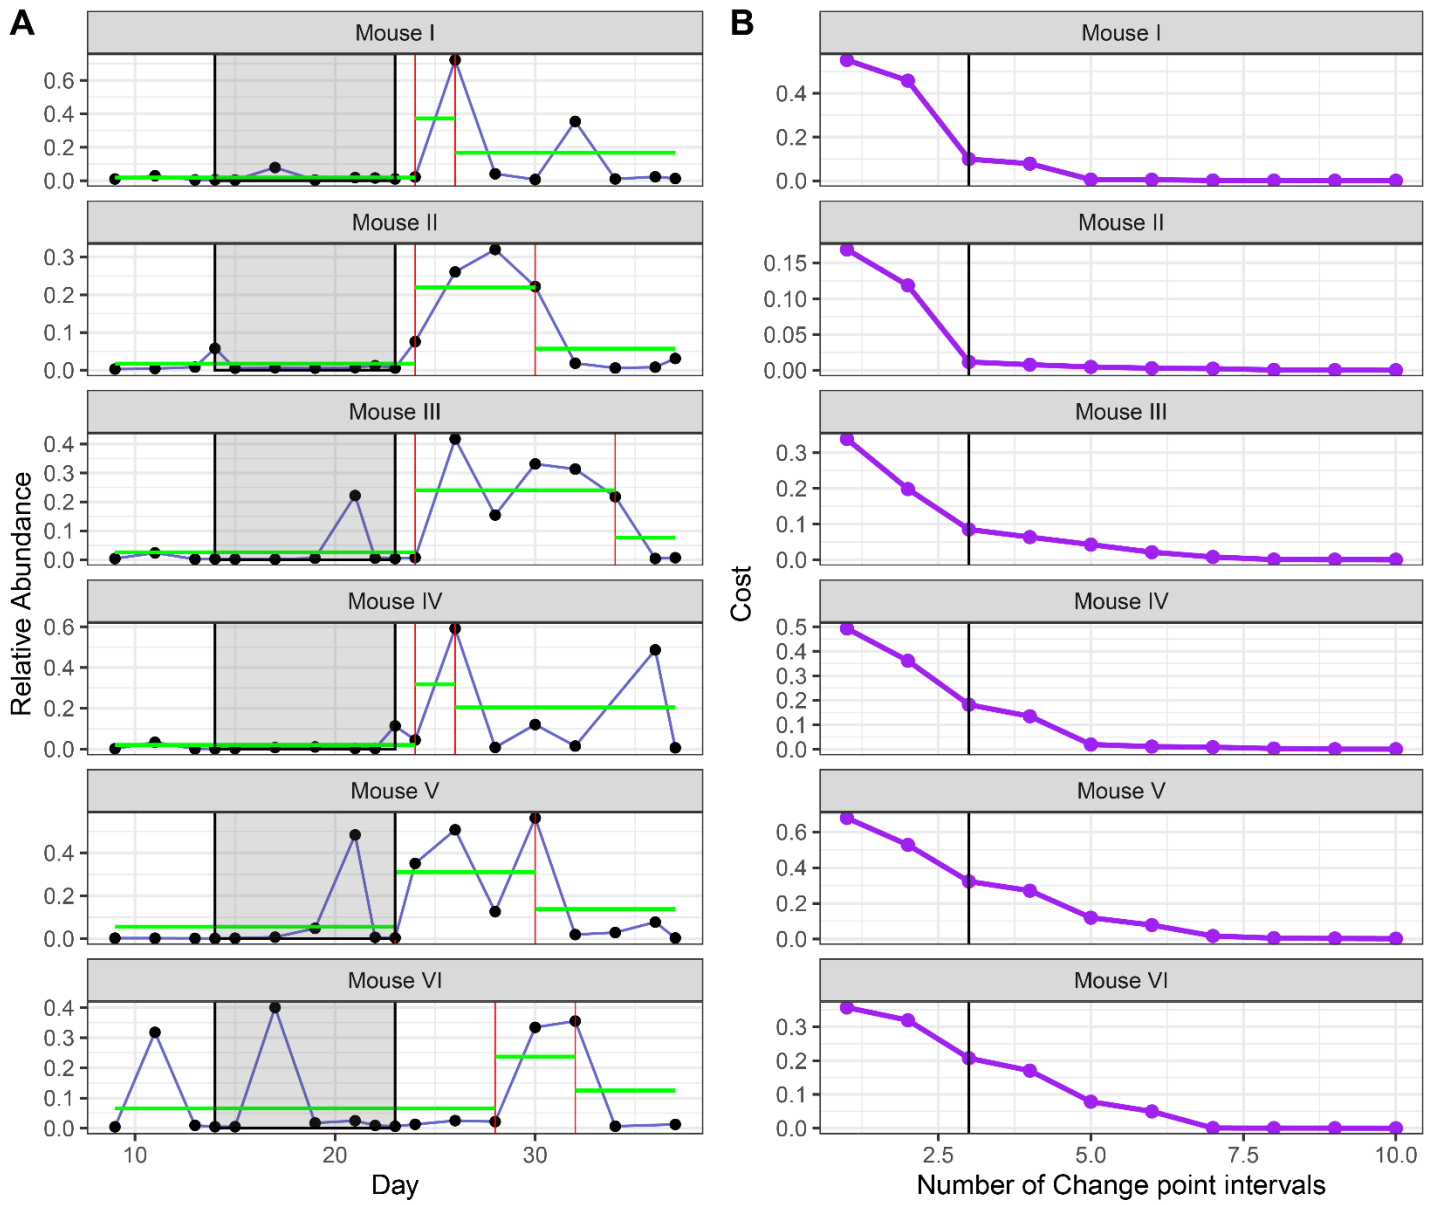 A
Mouse I
0.6
0.4
0.2
0.0
Mouse II
0.3
0.2
0.1
0.0
Mouse III
0.4
0.3
0.2
0.1
0.0
Mouse IV
0.6
0.4
0.2
0.0
Mouse V
0.4
0.2
0.0
Mouse VI
0.4
0.3
0.2
0.1
0.0
10 20 30
Day
Relative Abundance
B
Mouse I
0.4
0.2
0.0
Mouse II
0.15
0.10
0.05
0.00
Mouse III
0.3
0.2
0.1
0.0
Mouse IV
0.5
0.4
0.3
0.2
0.1
0.0
Mouse V
0.6
0.4
0.2
0.0
Mouse VI
0.3
0.2
0.1
0.0
2.5 5.0 7.5 10.0
Number of Change point intervals
Cost